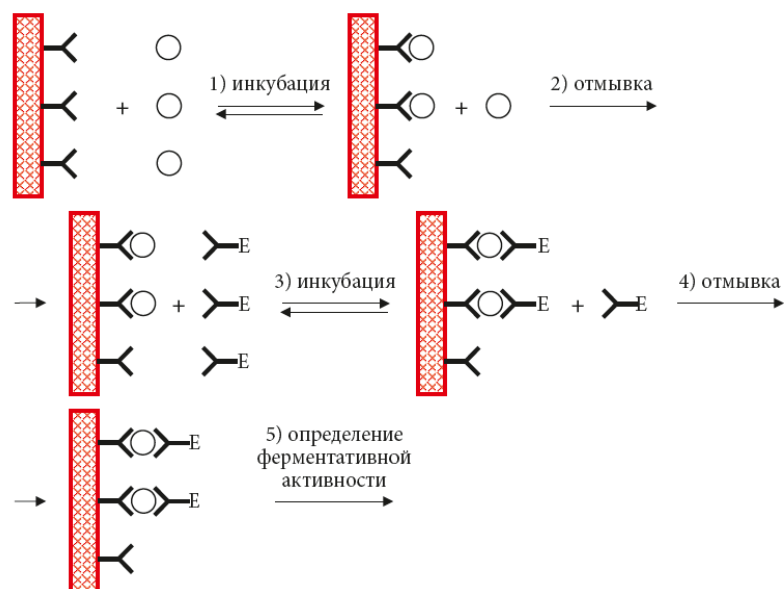 + 1) инкубация + 2) отмывка
E
+ E 3) инкубация E + E 4) отмывка
E
E
E
5) определение
ферментативной
активности
E